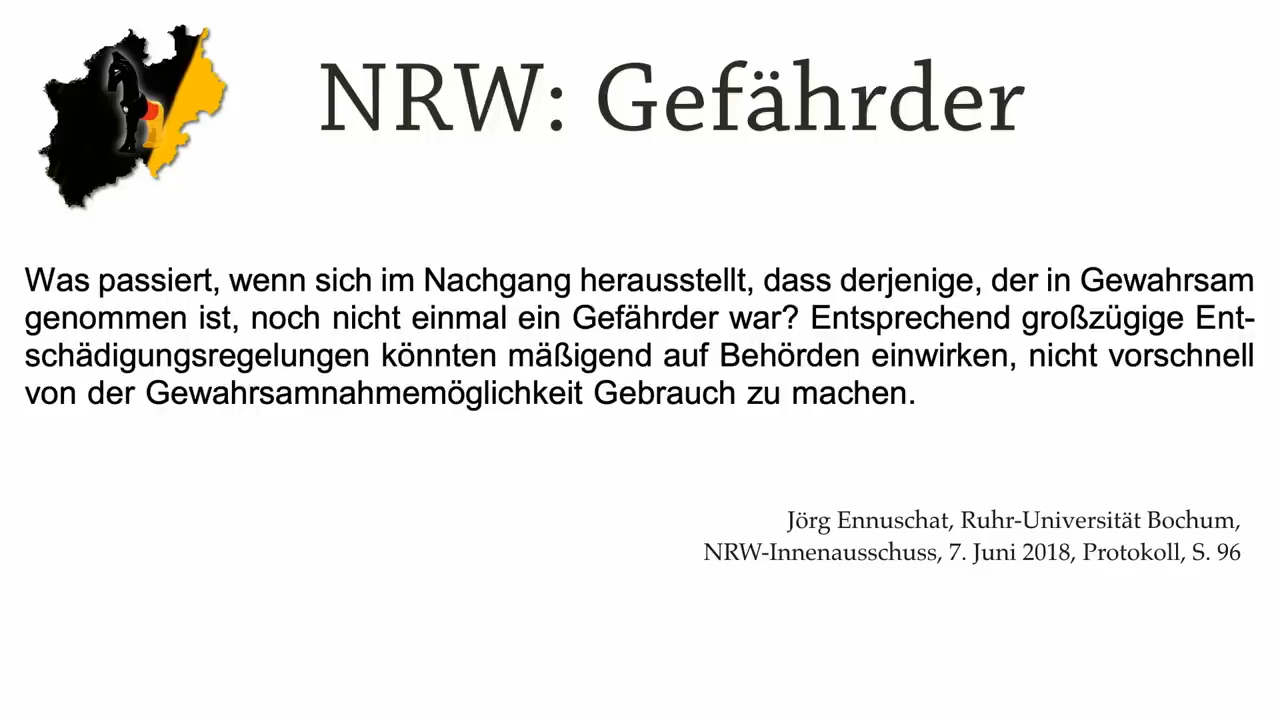 NRW: Gefährder
Was passiert, wenn sich im Nachgang herausstellt, dass derjenige, der in Gewahrsam
genommen ist, noch nicht einmal ein Gefährder war? Entsprechend großzügige Ent-
schädigungsregelungen könnten mäßigend auf Behörden einwirken, nicht vorschnell
von der Gewahrsamnahmemöglichkeit Gebrauch zu machen.
Jörg Ennuschat, Ruhr-Universität Bochum,
NRW-Innenausschuss, 7. Juni 2018, Protokoll, S. 96